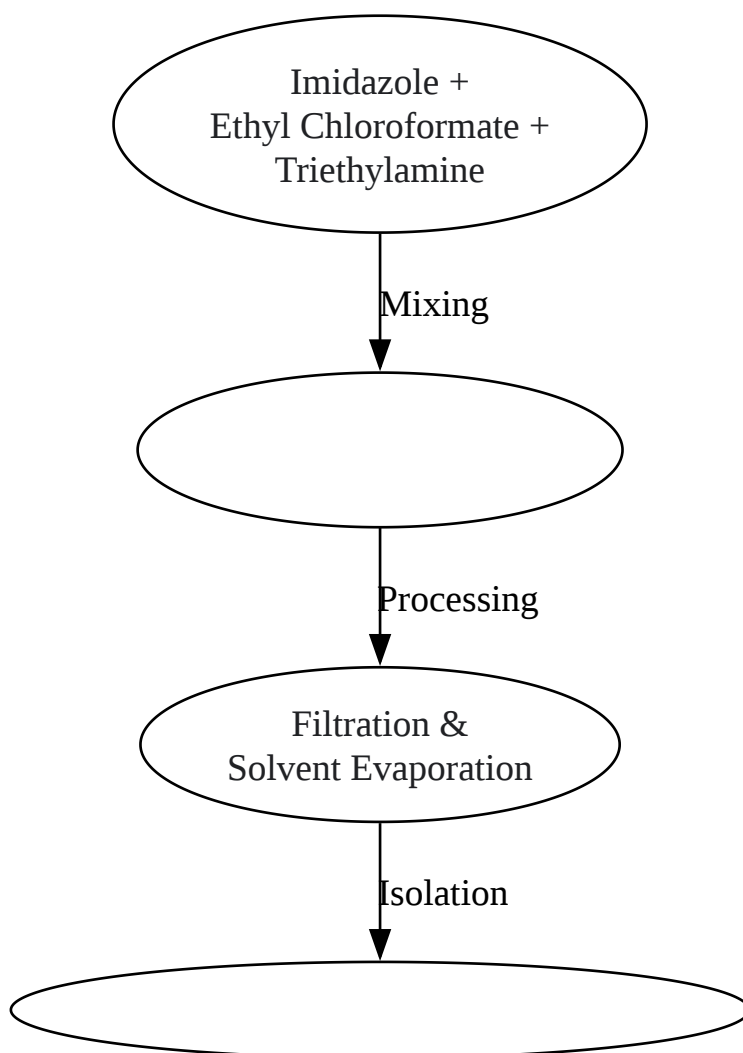 Imidazole +
Ethyl Chloroformate +
Triethylamine
Mixing
Processing
Filtration &
Solvent Evaporation
Isolation